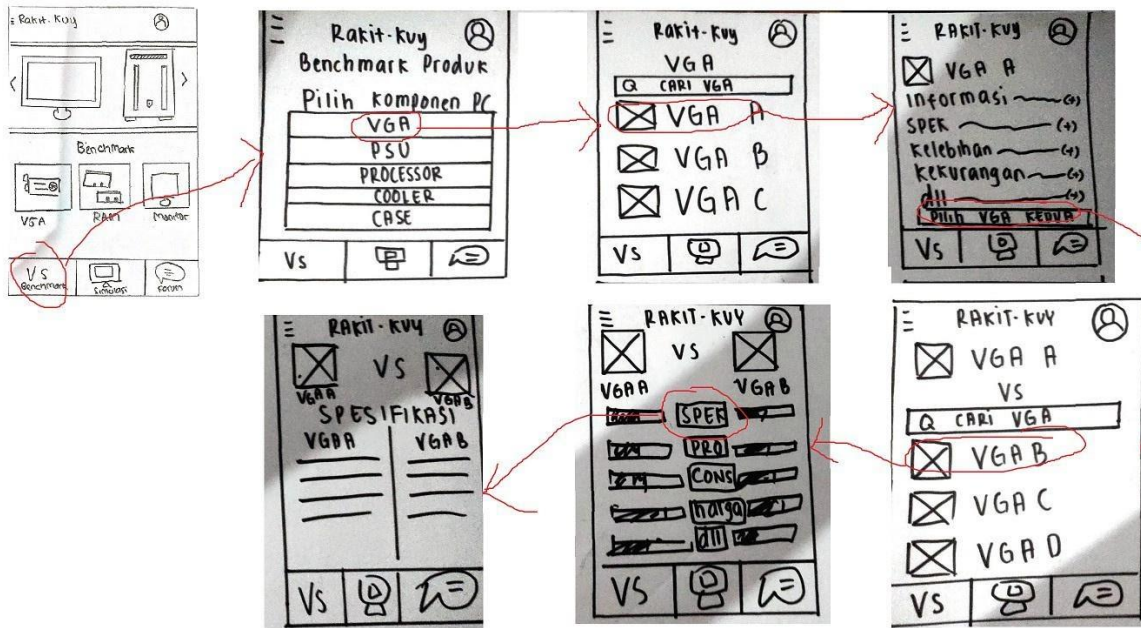 Rakit-Kuy
Benchmark
VGA
RAM
Monitor
VS
Benchmark
Simulasi
Forum
Rakit-Kuy
Benchmark Produk
Pilih Komponen PC
VGA
PSU
PROCESSOR
COOLER
CASE
Vs
Rakit-Kuy
VGA
Q CARI VGA
VGA A
VGA B
VGA C
Vs
RAKIT-KUY
VGA A
informasi (+)
SPEK (+)
Kelebihan (+)
Kekurangan (+)
dll (+)
Pilih VGA KEDUA
Vs
RAKIT-KUY
VS
VGA A
VGA B
SPESIFIKASI
VGA A
VGA B
VS
RAKIT-KUY
VS
VGA A
VGA B
SPEK
PRO
CONS
harga
dll
VS
RAKIT-KUY
VGA A
VS
Q CARI VGA
VGA B
VGA C
VGA D
VS